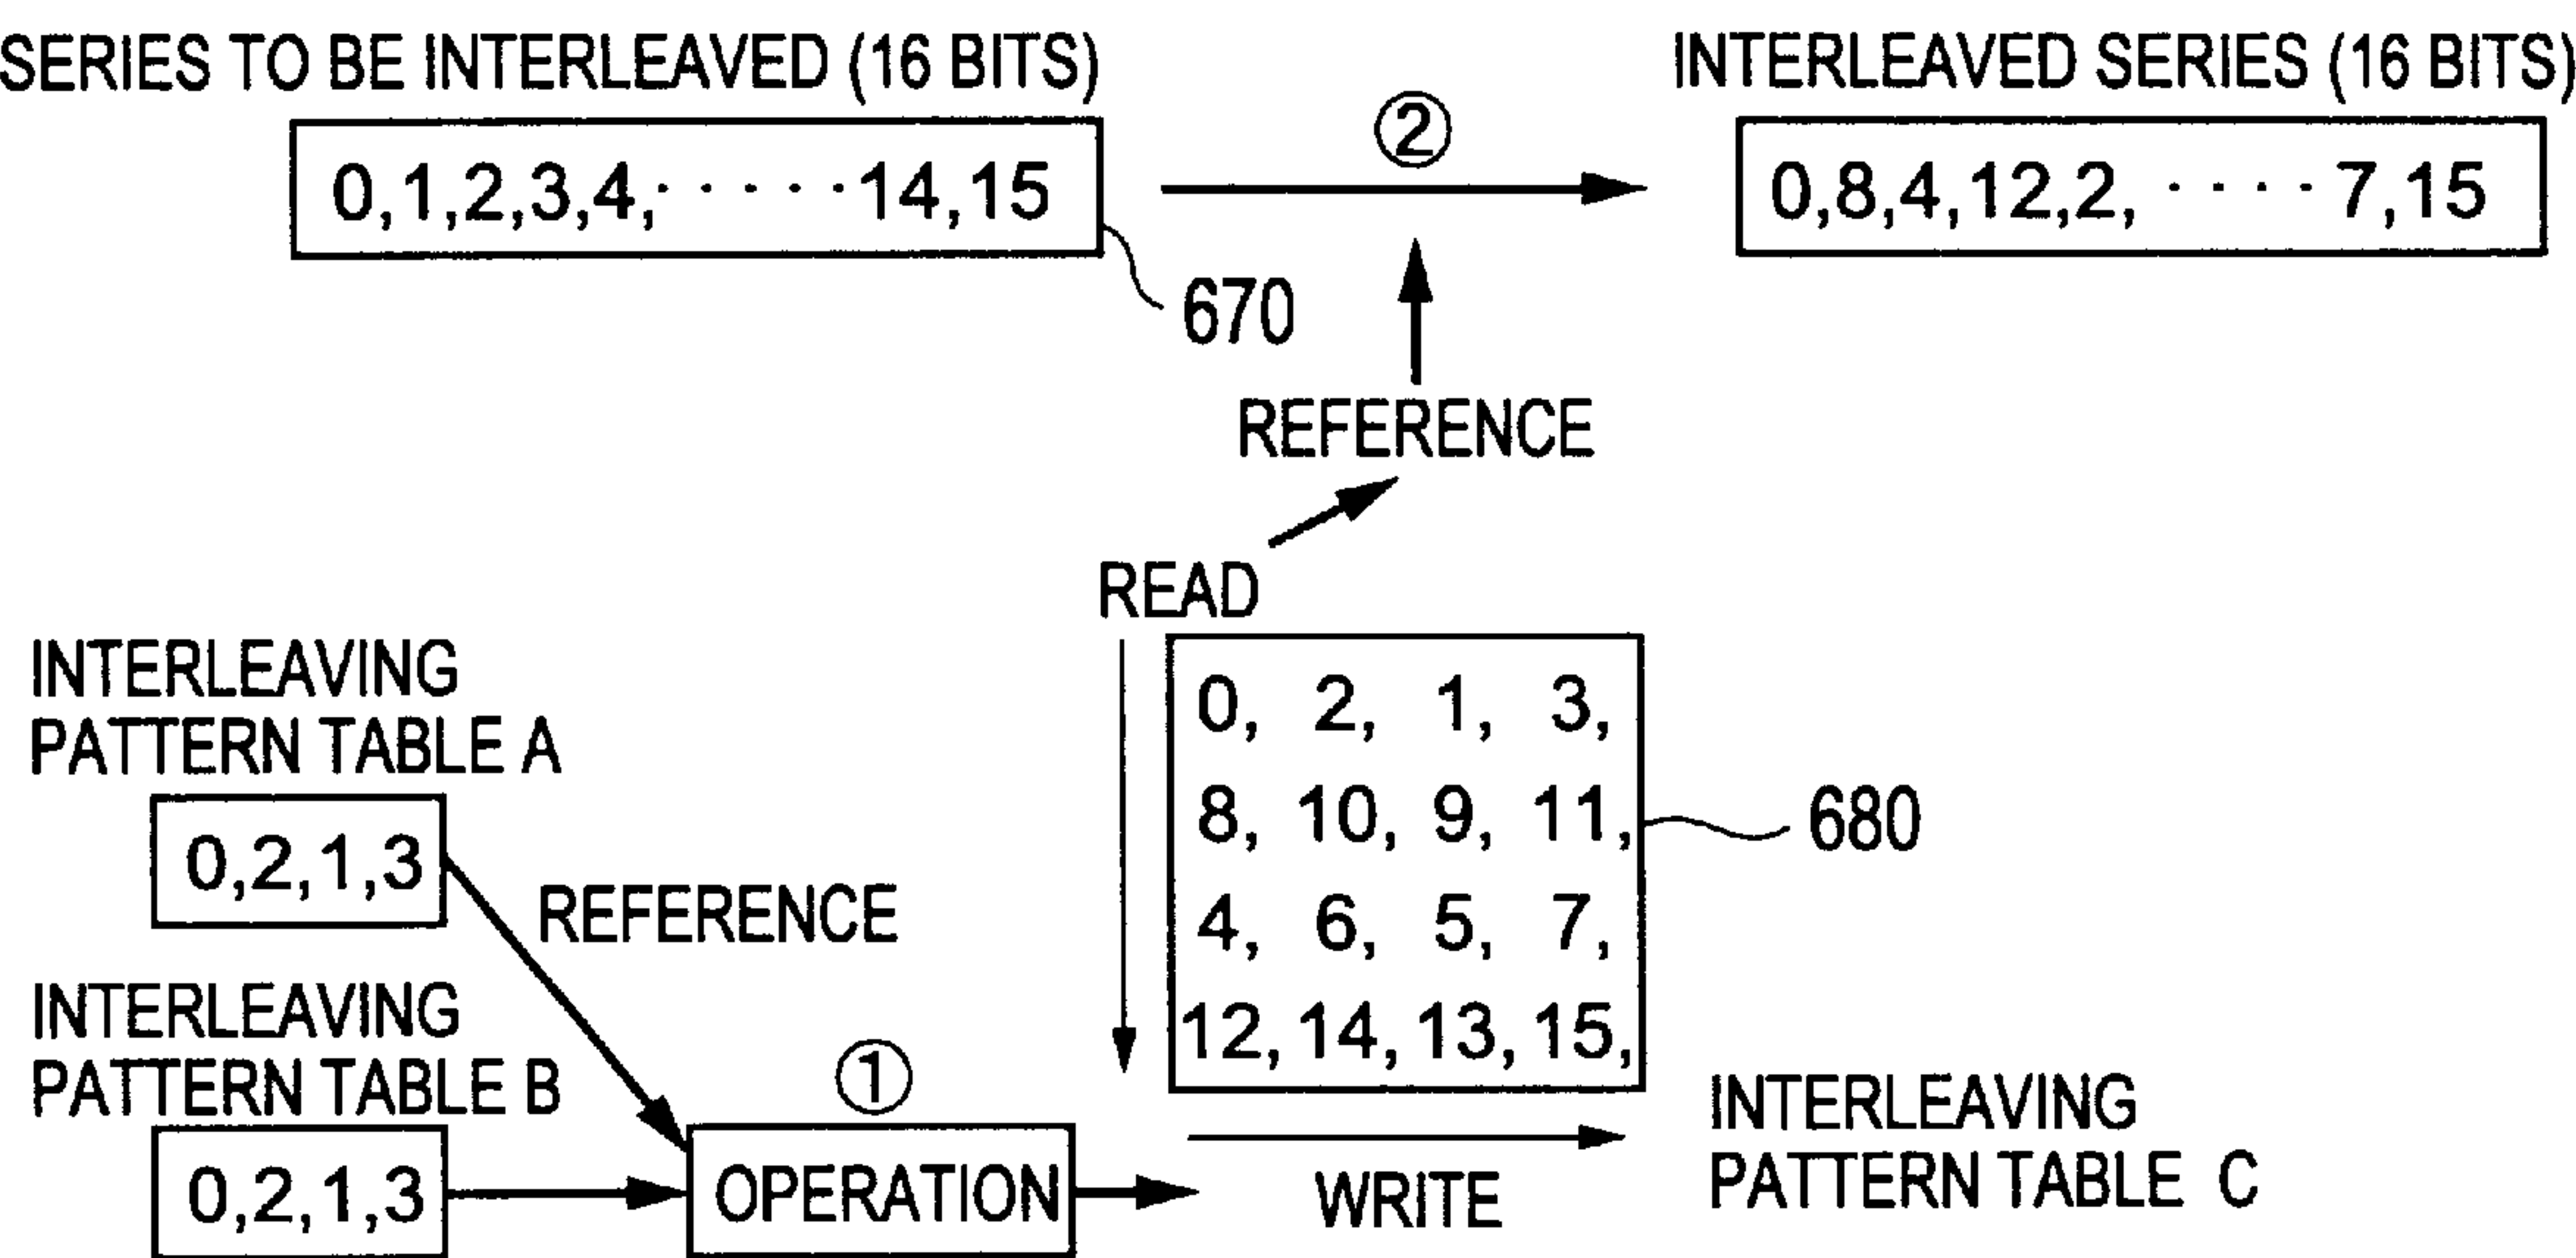 SERIES TO BE INTERLEAVED (16 BITS)
0,1,2,3,4,·····14,15
670
②
INTERLEAVED SERIES (16 BITS)
0,8,4,12,2, ···· 7,15
REFERENCE
READ
0, 2, 1, 3,
8, 10, 9, 11,
4, 6, 5, 7,
12, 14, 13, 15,
680
INTERLEAVING
PATTERN TABLE A
0,2,1,3
REFERENCE
INTERLEAVING
PATTERN TABLE B
0,2,1,3
①
OPERATION
WRITE
INTERLEAVING
PATTERN TABLE C